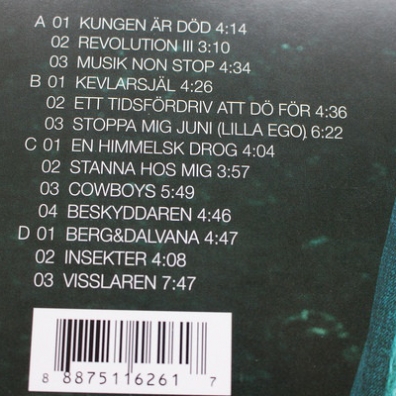 A 01 KUNGEN ÄR DÖD 4:14
02 REVOLUTION III 3:10
03 MUSIK NON STOP 4:34
B 01 KEVLARSJÄL 4:26
02 ETT TIDSFÖRDRIV ATT DÖ FÖR 4:36
03 STOPPA MIG JUNI (LILLA EGO) 6:22
C 01 EN HIMMELSK DROG 4:04
02 STANNA HOS MIG 3:57
03 COWBOYS 5:49
04 BESKYDDAREN 4:46
D 01 BERG&DALVANA 4:47
02 INSEKTER 4:08
03 VISSLAREN 7:47
8 88751 16261 7